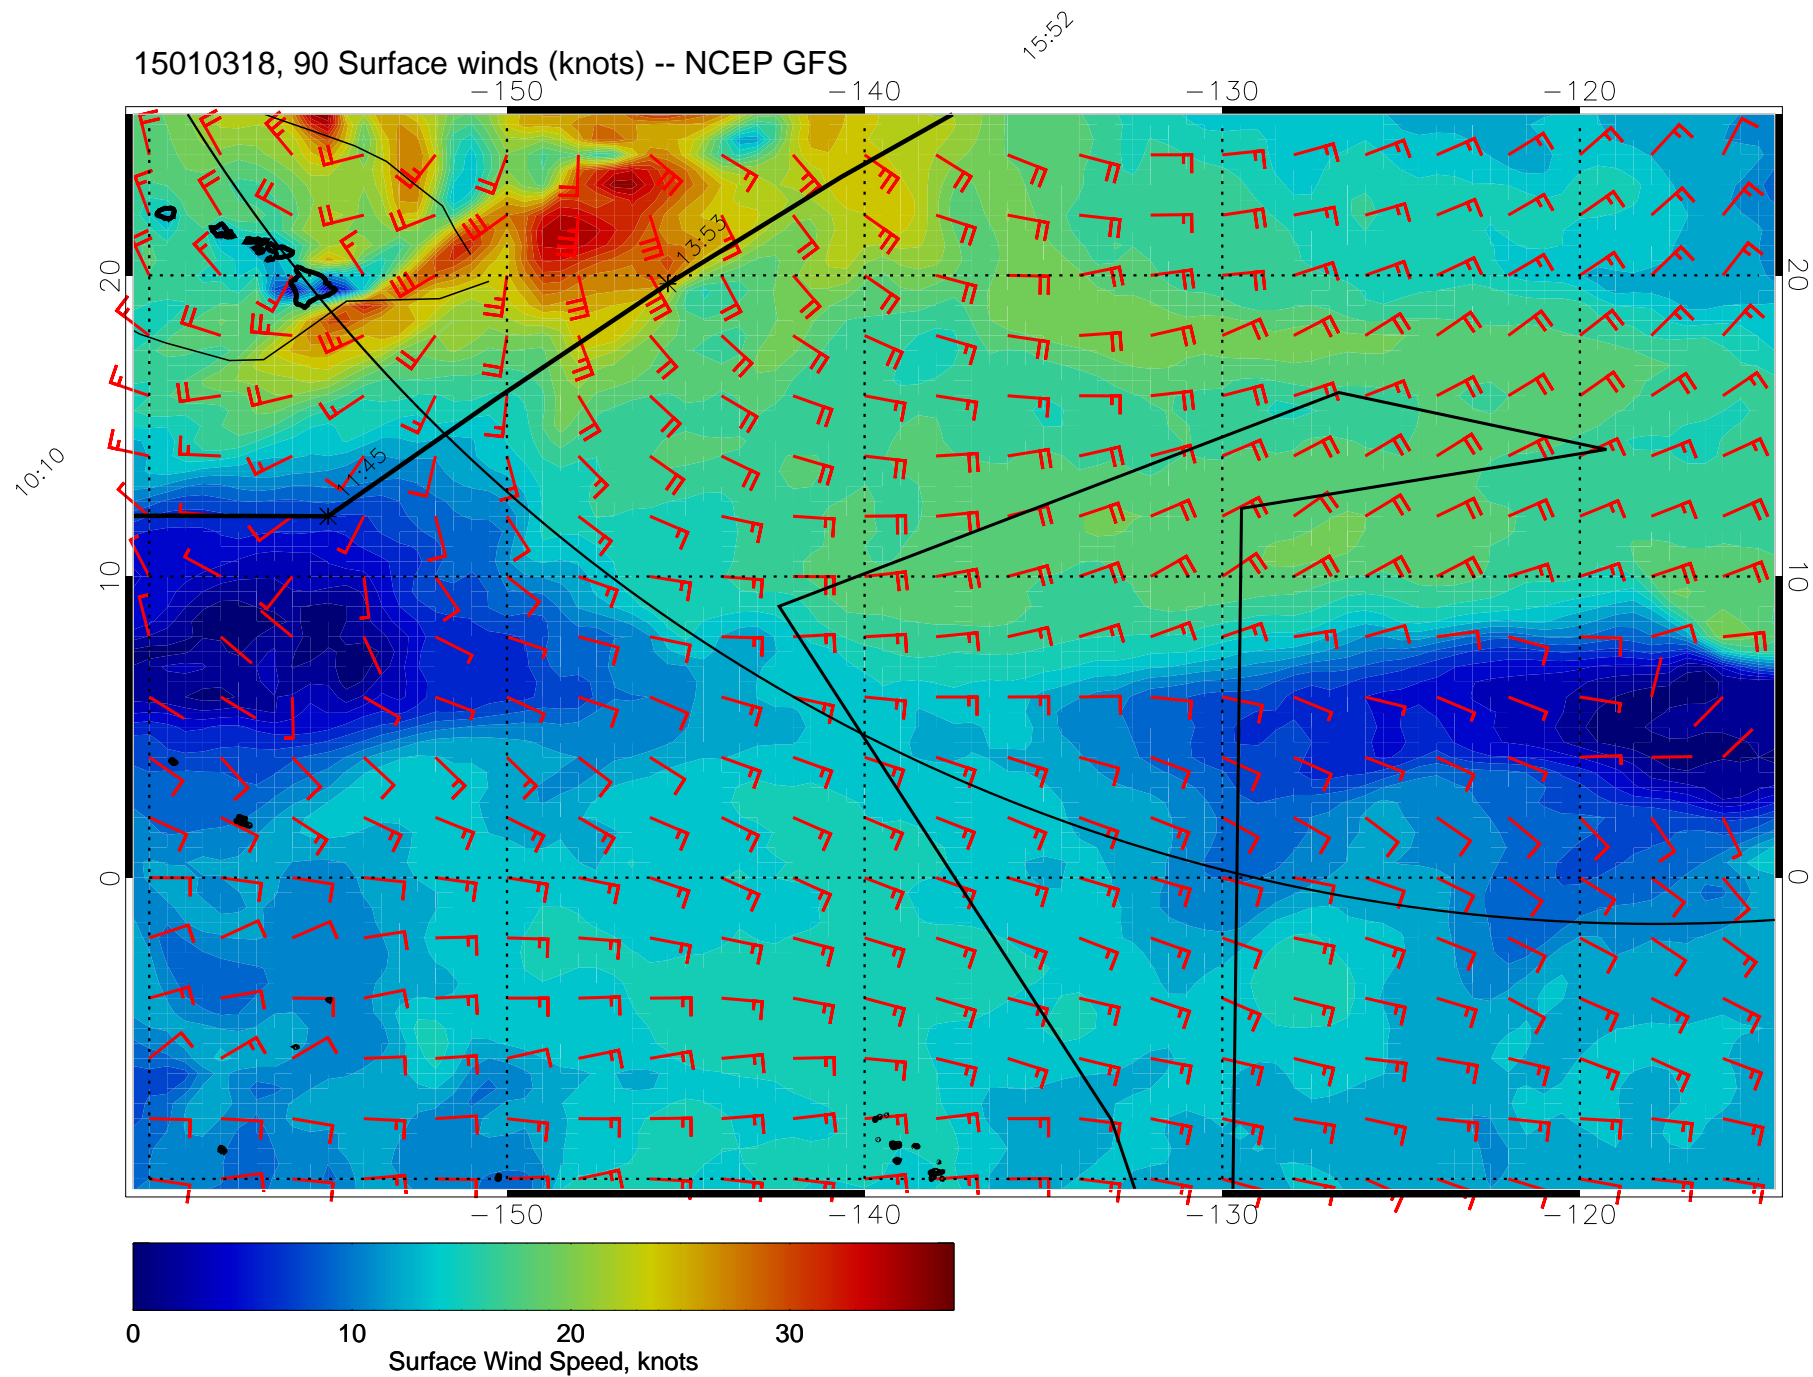 15:52
15010318, 90 Surface winds (knots) -- NCEP GFS
-150 -140 -130 -120
20 13:53 20
10:10 11:45
10 10
0 0
-150 -140 -130 -120
0 10 20 30
Surface Wind Speed, knots